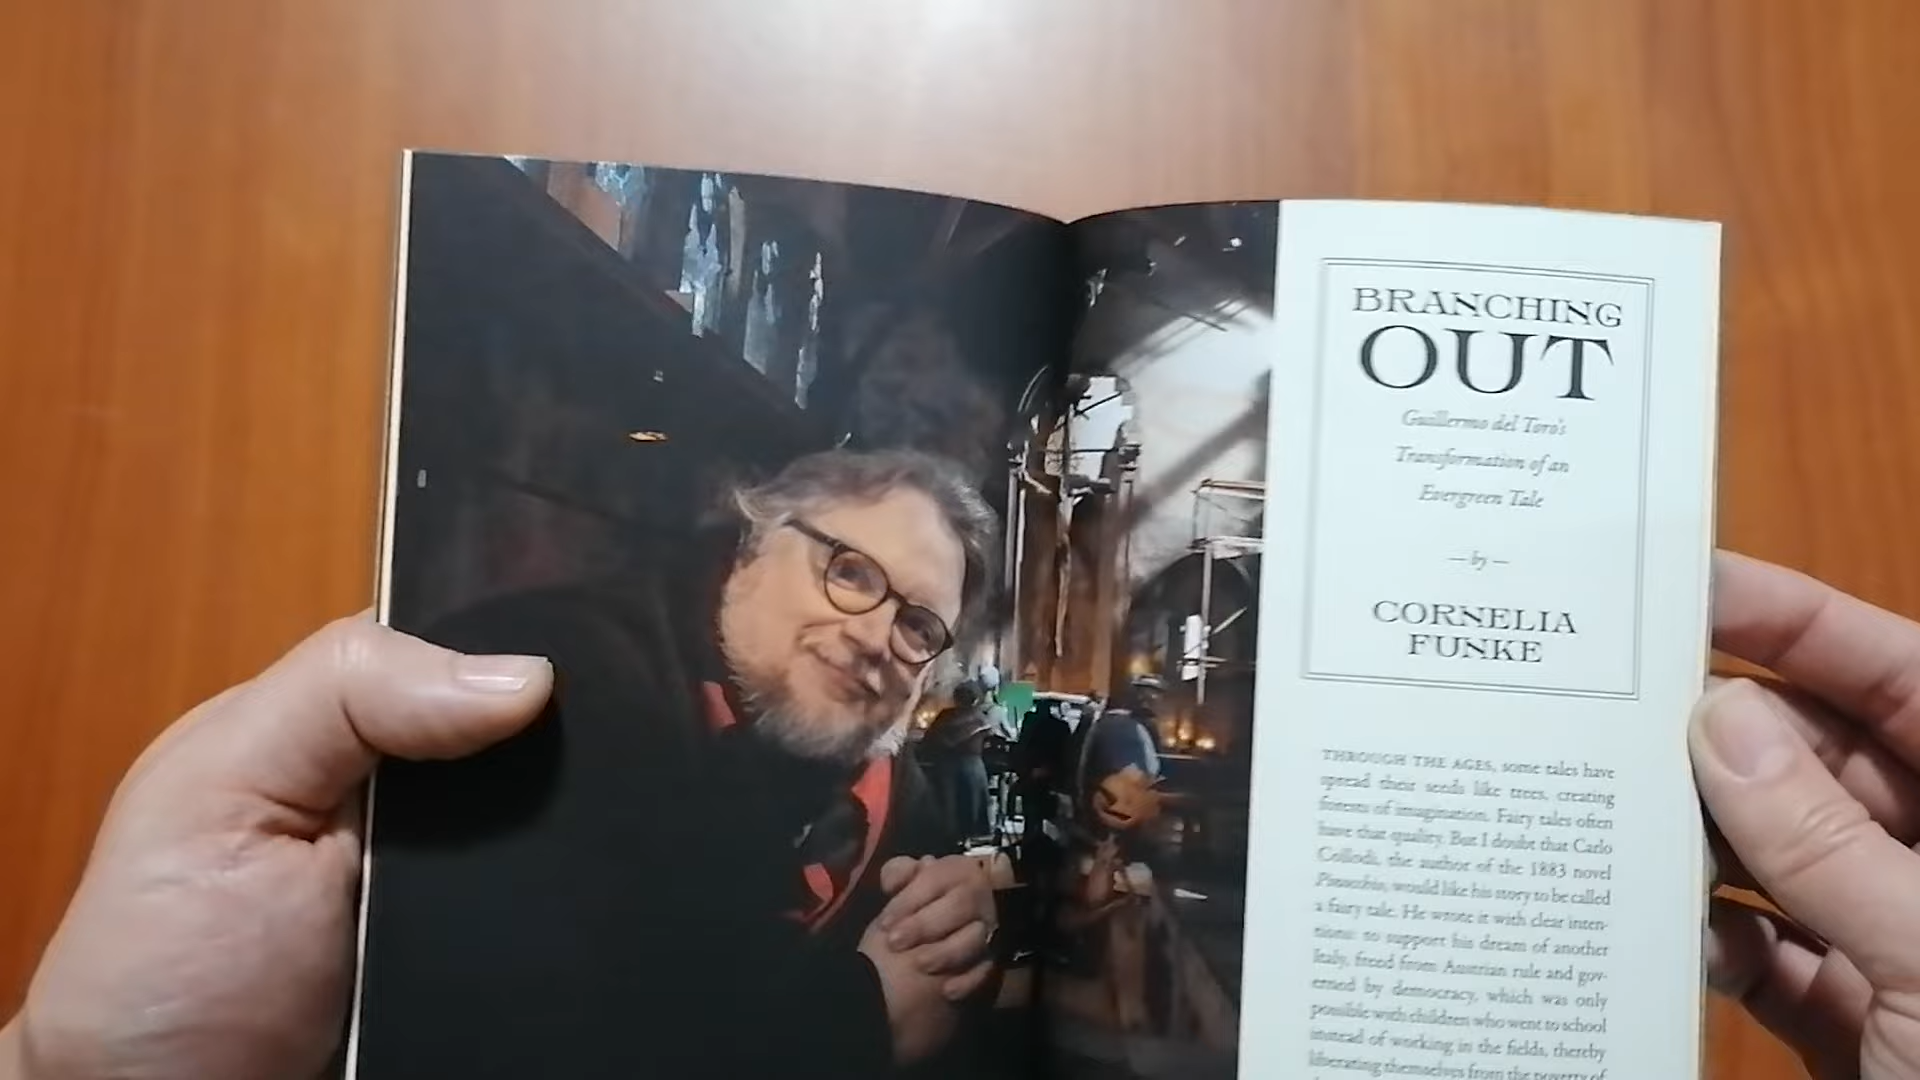 BRANCHING
OUT
Guillermo del Toro's
Transformation of an
Evergreen Tale
— by —
CORNELIA
FUNKE
THROUGH THE AGES, some tales have
spread their seeds like trees, creating
forests of imagination. Fairy tales often
have that quality. But I doubt that Carlo
Collodi, the author of the 1883 novel
Pinocchio, would like his story to be called
a fairy tale. He wrote it with clear inten-
tions: to support his dream of another
Italy, freed from Austrian rule and gov-
erned by democracy, which was only
possible with children who went to school
instead of working in the fields, thereby
liberating themselves from the poverty of